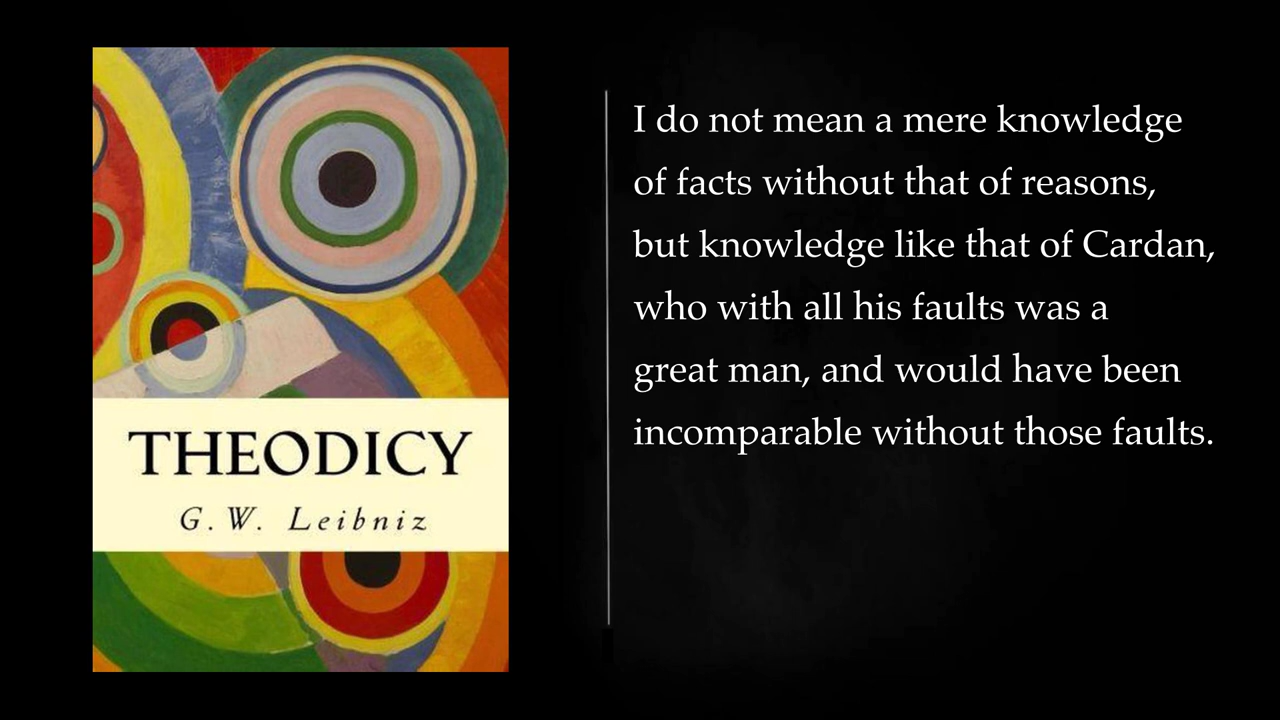 THEODICY
G. W. Leibniz
I do not mean a mere knowledge
of facts without that of reasons,
but knowledge like that of Cardan,
who with all his faults was a
great man, and would have been
incomparable without those faults.